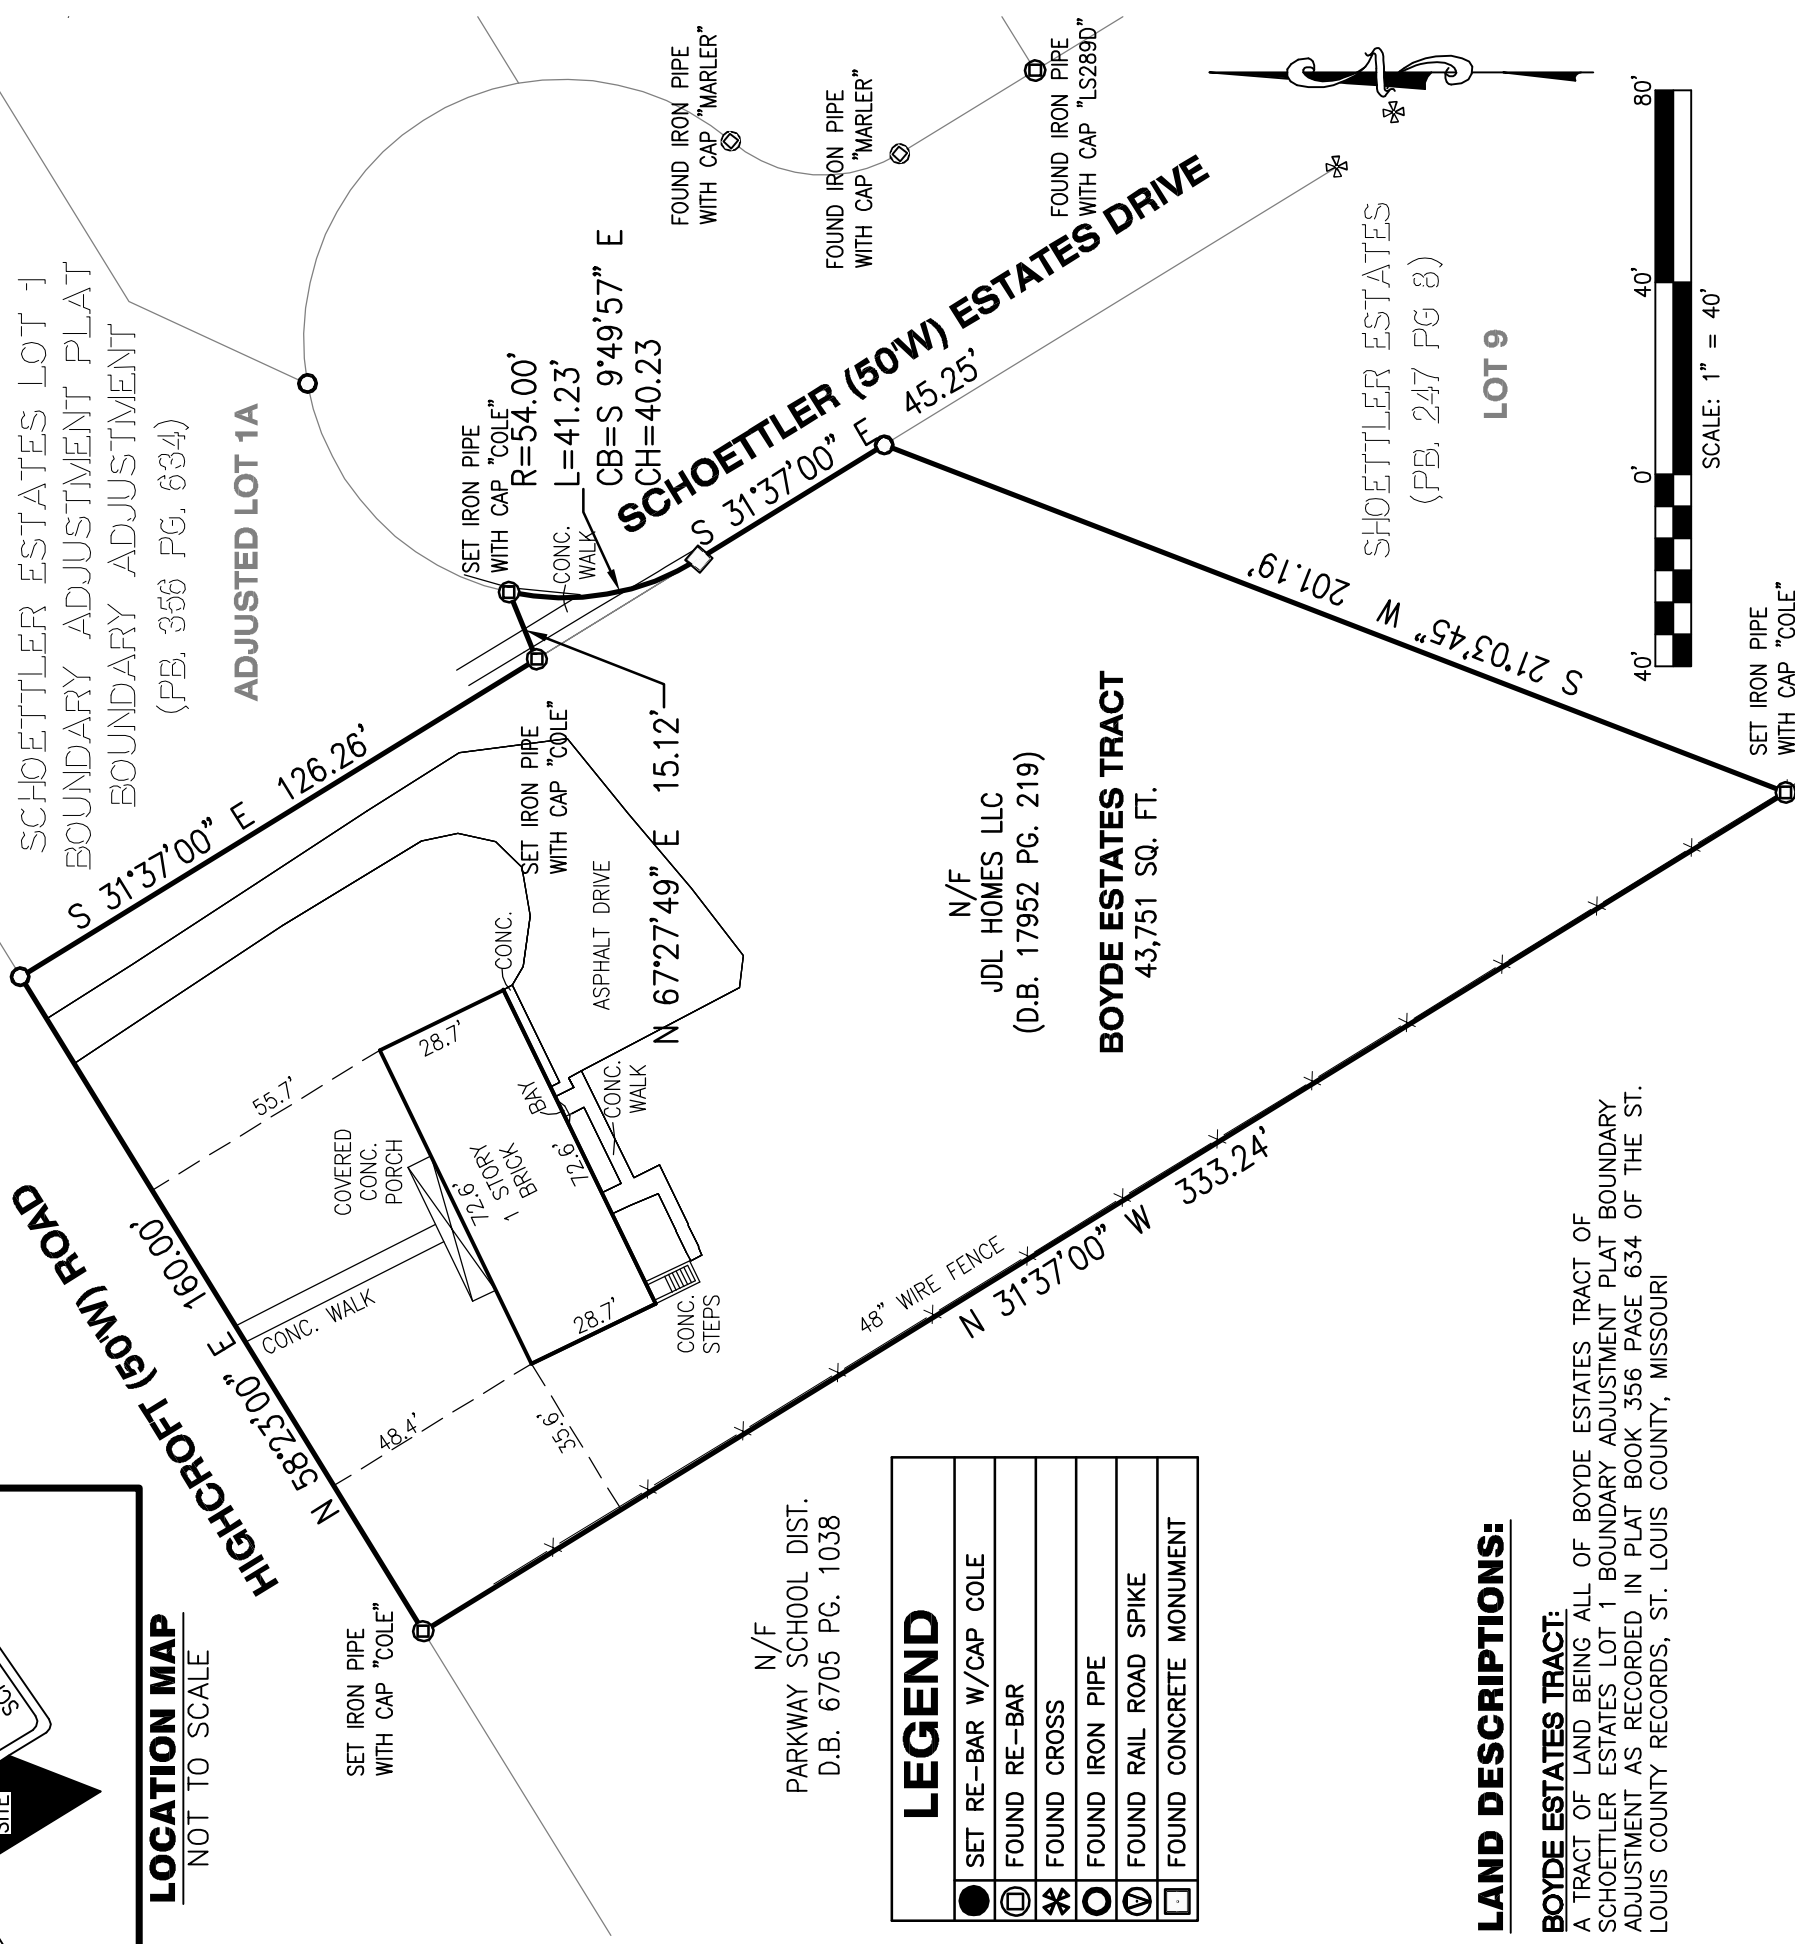 SCHOETTLER ESTATES LOT 1
BOUNDARY ADJUSTMENT PLAT
BOUNDARY ADJUSTMENT
(PB. 356 PG. 634)
ADJUSTED LOT 1A
FOUND IRON PIPE
WITH CAP "MARLER"
FOUND IRON PIPE
WITH CAP "MARLER"
FOUND IRON PIPE
WITH CAP "LS289D"
SET IRON PIPE
WITH CAP "COLE"
R=54.00'
L=41.23'
CB=S 9°49'57" E
CH=40.23
CONC.
WALK
SCHOETTLER (50'W) ESTATES DRIVE
S 31°37'00" E 45.25'
SHOETTLER ESTATES
(PB. 247 PG 8)
LOT 9
40' 0' 40' 80'
SCALE: 1" = 40'
S 31°37'00" E 126.26'
SET IRON PIPE
WITH CAP "COLE"
N 67°27'49" E 15.12'
S 21°03'45" W 201.19'
SET IRON PIPE
WITH CAP "COLE"
HIGHCROFT (50'W) ROAD
N 58°23'00" E 160.00'
55.7'
48.4'
35.6'
COVERED
CONC.
PORCH
CONC. WALK
28.7'
72.6'
1 STORY
BRICK
72.6'
28.7'
BAY
CONC.
ASPHALT DRIVE
CONC.
WALK
CONC.
STEPS
N/F
JDL HOMES LLC
(D.B. 17952 PG. 219)
BOYDE ESTATES TRACT
43,751 SQ. FT.
48" WIRE FENCE
N 31°37'00" W 333.24'
SET IRON PIPE
WITH CAP "COLE"
N/F
PARKWAY SCHOOL DIST.
D.B. 6705 PG. 1038
SITE
LOCATION MAP
NOT TO SCALE
LEGEND
SET RE-BAR W/CAP COLE
FOUND RE-BAR
FOUND CROSS
FOUND IRON PIPE
FOUND RAIL ROAD SPIKE
FOUND CONCRETE MONUMENT
LAND DESCRIPTIONS:
BOYDE ESTATES TRACT:
A TRACT OF LAND BEING ALL OF BOYDE ESTATES TRACT OF
SCHOETTLER ESTATES LOT 1 BOUNDARY ADJUSTMENT PLAT BOUNDARY
ADJUSTMENT AS RECORDED IN PLAT BOOK 356 PAGE 634 OF THE ST.
LOUIS COUNTY RECORDS, ST. LOUIS COUNTY, MISSOURI